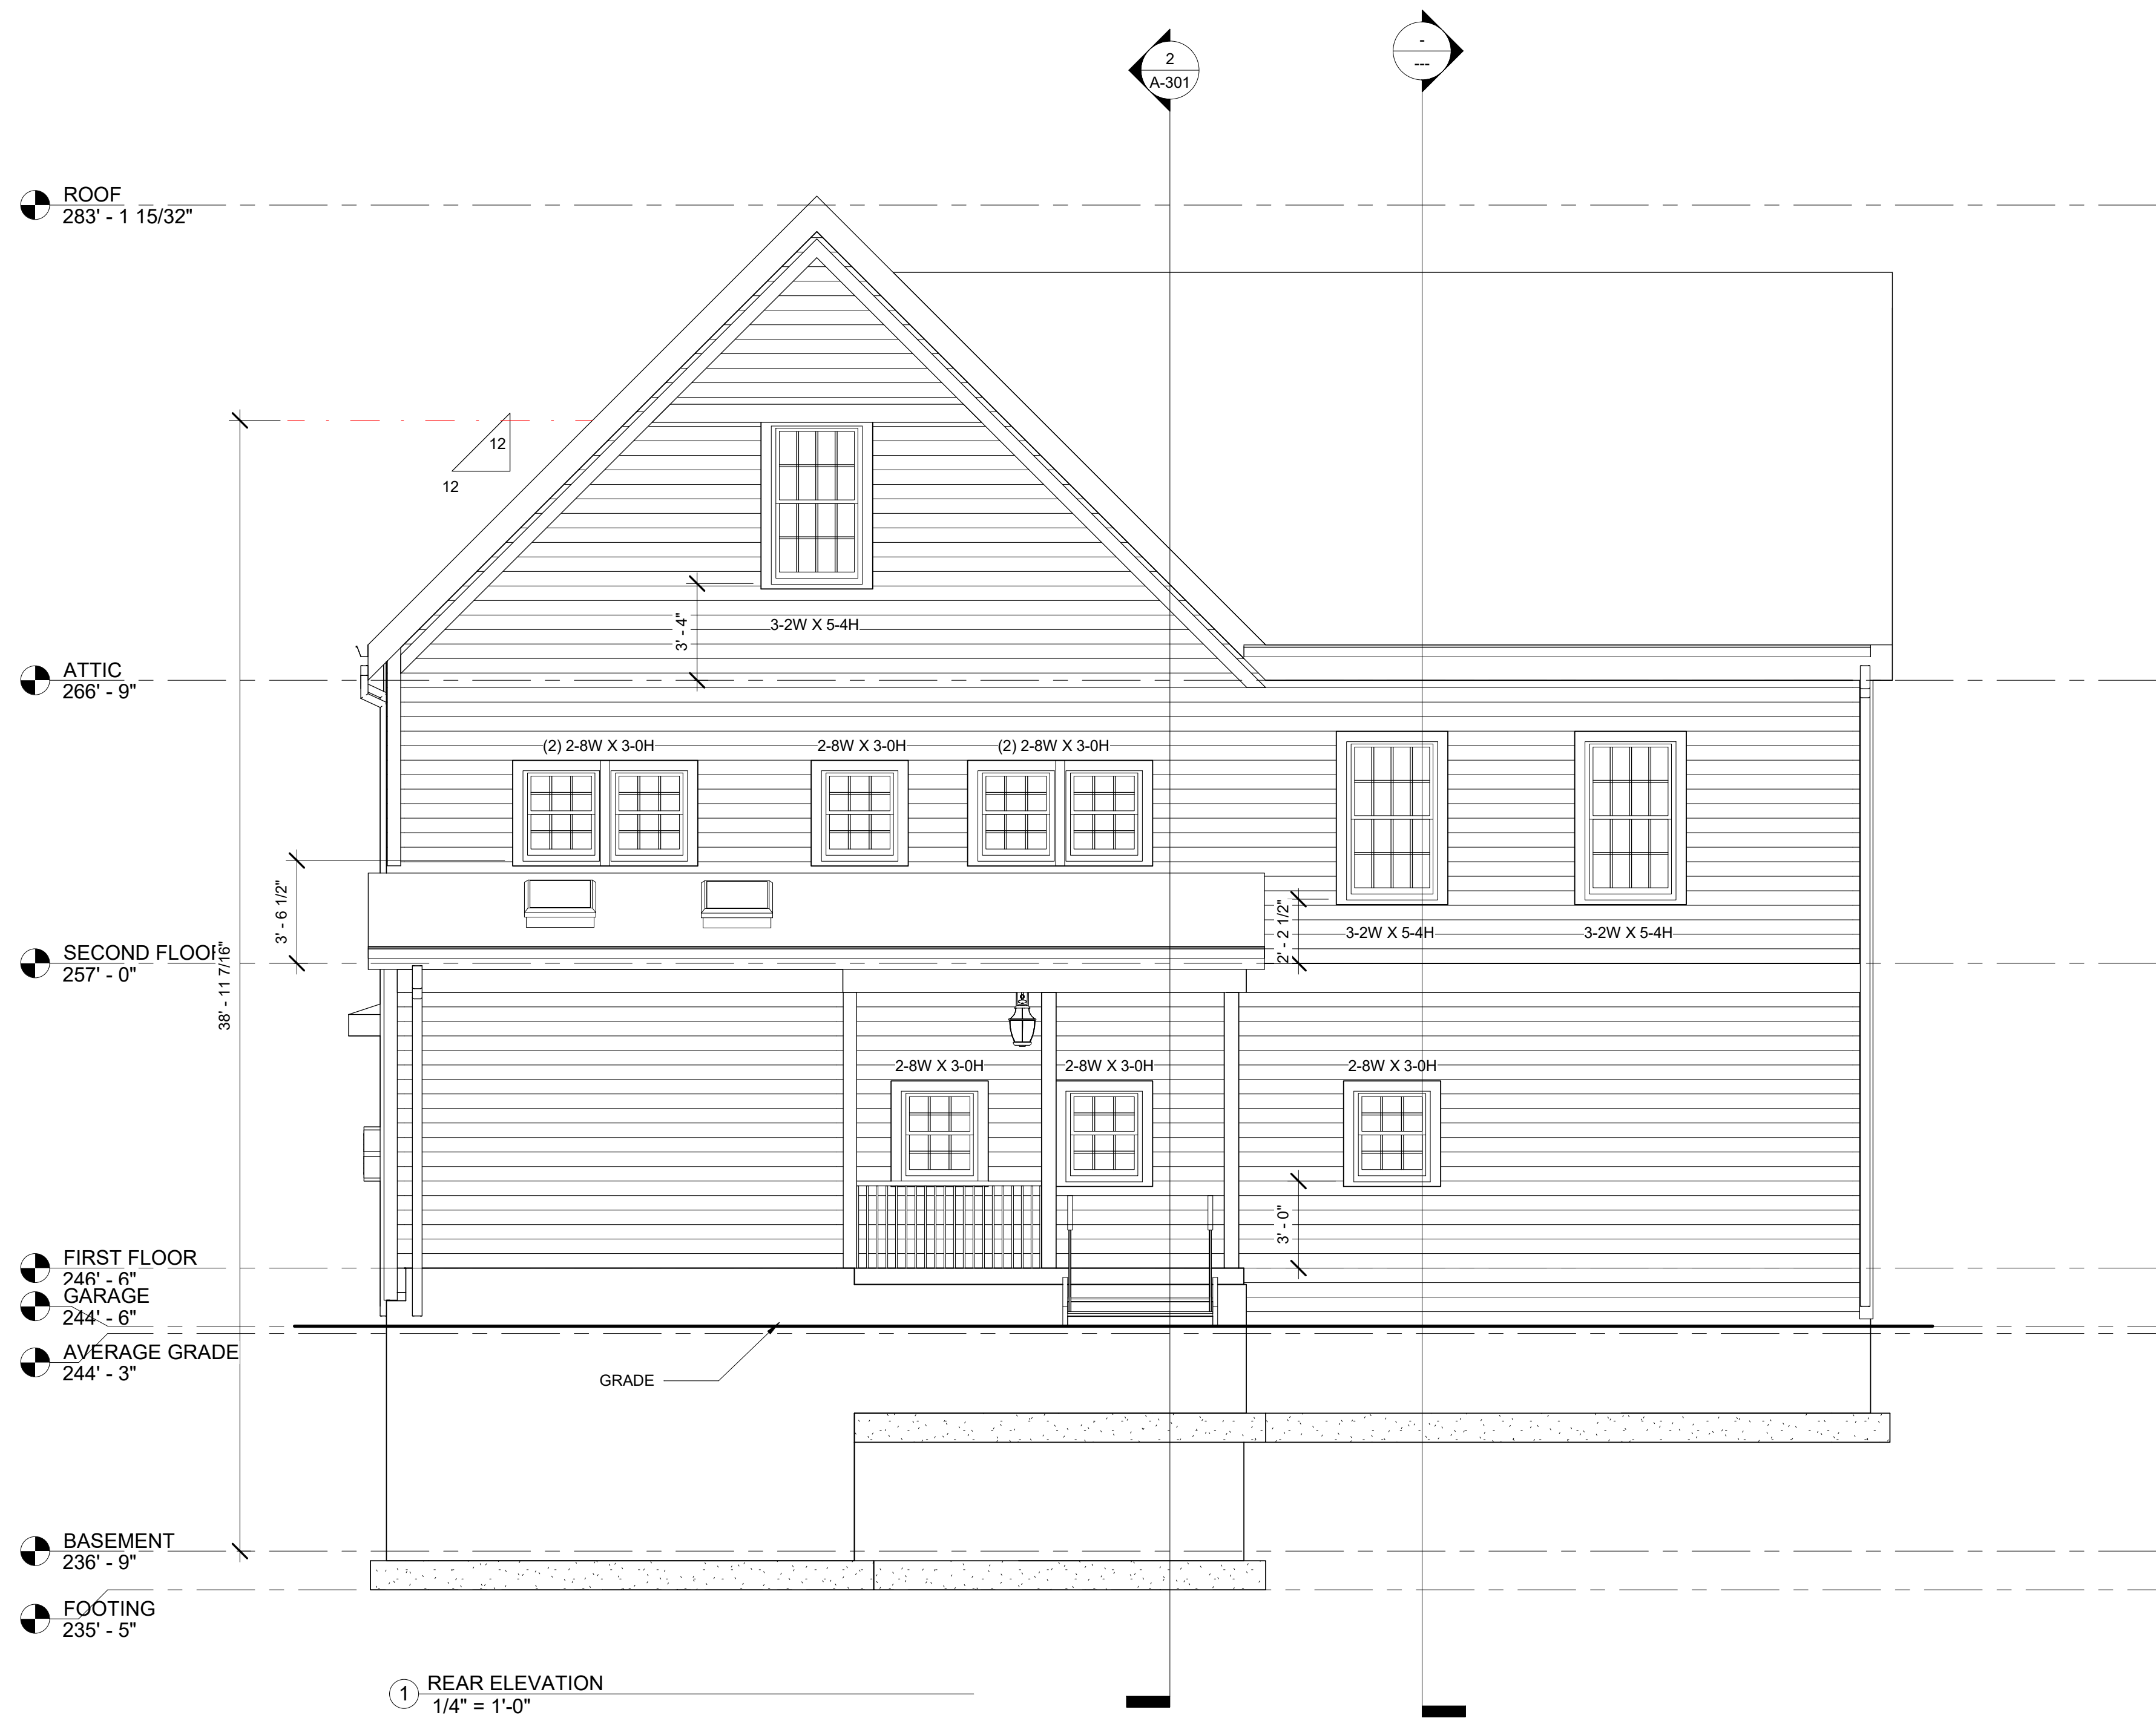 2
A-301
-
---
ROOF
283' - 1 15/32"
12
12
3' - 4"
3-2W X 5-4H
ATTIC
266' - 9"
(2) 2-8W X 3-0H
2-8W X 3-0H
(2) 2-8W X 3-0H
3' - 6 1/2"
2' - 2 1/2"
3-2W X 5-4H
3-2W X 5-4H
SECOND FLOOR
257' - 0"
38' - 11 7/16"
2-8W X 3-0H
2-8W X 3-0H
2-8W X 3-0H
3' - 0"
FIRST FLOOR
246' - 6"
GARAGE
244' - 6"
AVERAGE GRADE
244' - 3"
GRADE
BASEMENT
236' - 9"
FOOTING
235' - 5"
1
REAR ELEVATION
1/4" = 1'-0"